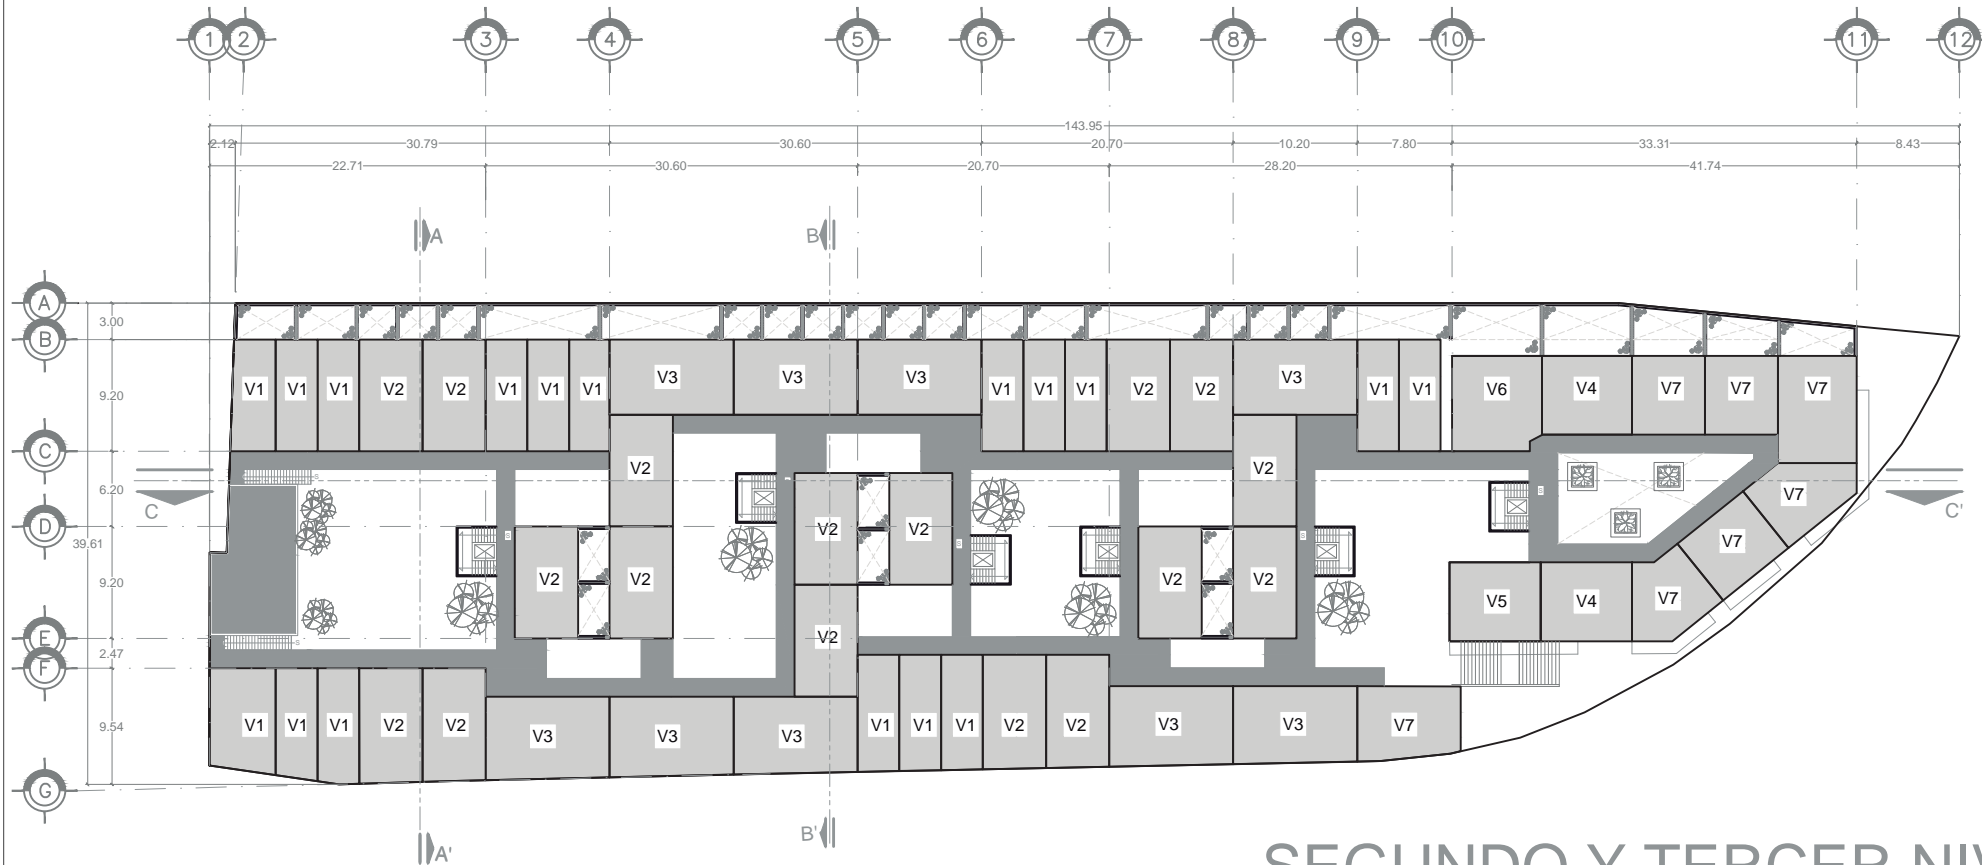 1 2 3 4 5 6 7 8 7 9 10 11 12
143.95
2.12 30.79 30.60 20.70 10.20 7.80 33.31 8.43
22.71 30.60 20.70 28.20 41.74
A B
A
3.00
B
V1 V1 V1 V2 V2 V1 V1 V1 V3 V3 V3 V1 V1 V1 V2 V2 V3 V1 V1 V6 V4 V7 V7 V7
9.20
C
V2 V2
6.20
C V7 C'
D
V2 V2
39.61
V7
9.20
V2 V2 V2 V2
V5 V4 V7
E
V2
2.47
F
9.54
V1 V1 V1 V2 V2 V3 V3 V3 V1 V1 V1 V2 V2 V3 V3 V7
G
A' B'
SEGUNDO Y TERCER NIV